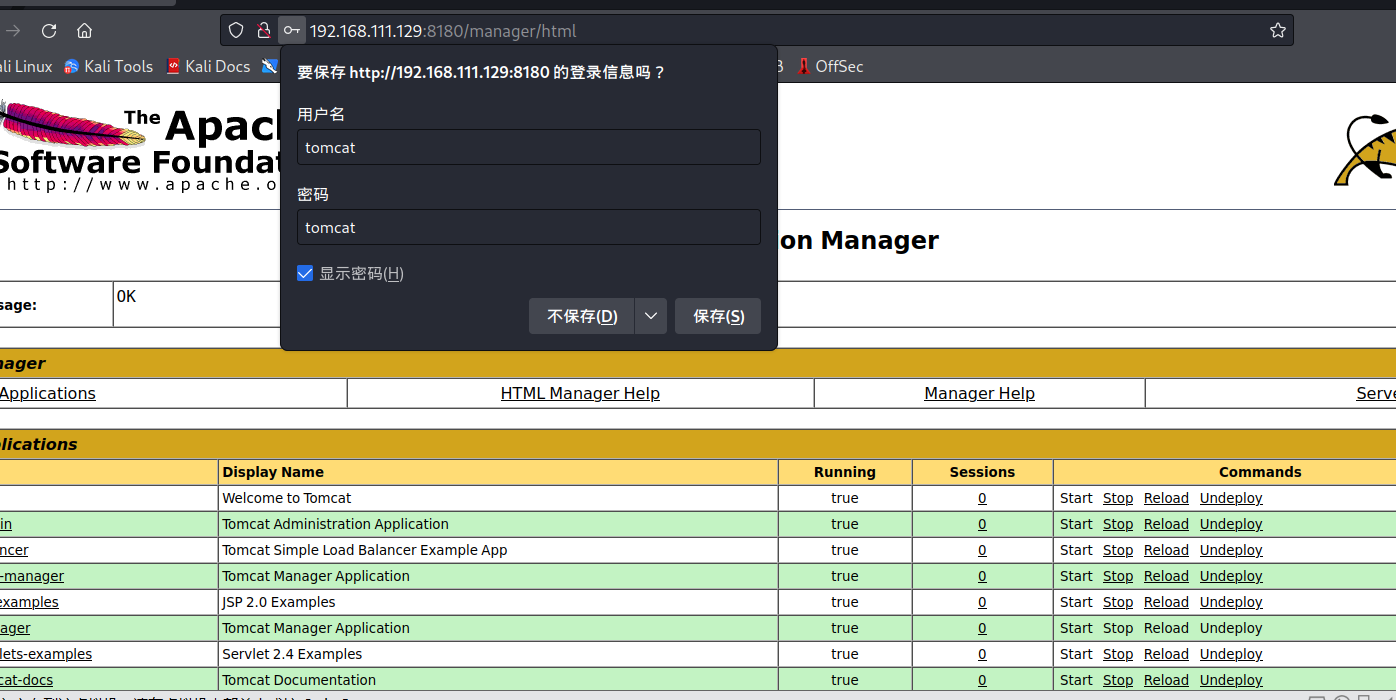 192.168.111.129:8180/manager/html
ali Linux Kali Tools Kali Docs OffSec
要保存 http://192.168.111.129:8180 的登录信息吗？
用户名
tomcat
密码
tomcat
显示密码(H)
不保存(D) 保存(S)
The Apach
Software Foundat
http://www.apache.o
on Manager
sage: OK
nager
Applications HTML Manager Help Manager Help Serve
lications
Display Name Running Sessions Commands
Welcome to Tomcat true 0 Start Stop Reload Undeploy
in Tomcat Administration Application true 0 Start Stop Reload Undeploy
ncer Tomcat Simple Load Balancer Example App true 0 Start Stop Reload Undeploy
-manager Tomcat Manager Application true 0 Start Stop Reload Undeploy
examples JSP 2.0 Examples true 0 Start Stop Reload Undeploy
ager Tomcat Manager Application true 0 Start Stop Reload Undeploy
lets-examples Servlet 2.4 Examples true 0 Start Stop Reload Undeploy
cat-docs Tomcat Documentation true 0 Start Stop Reload Undeploy